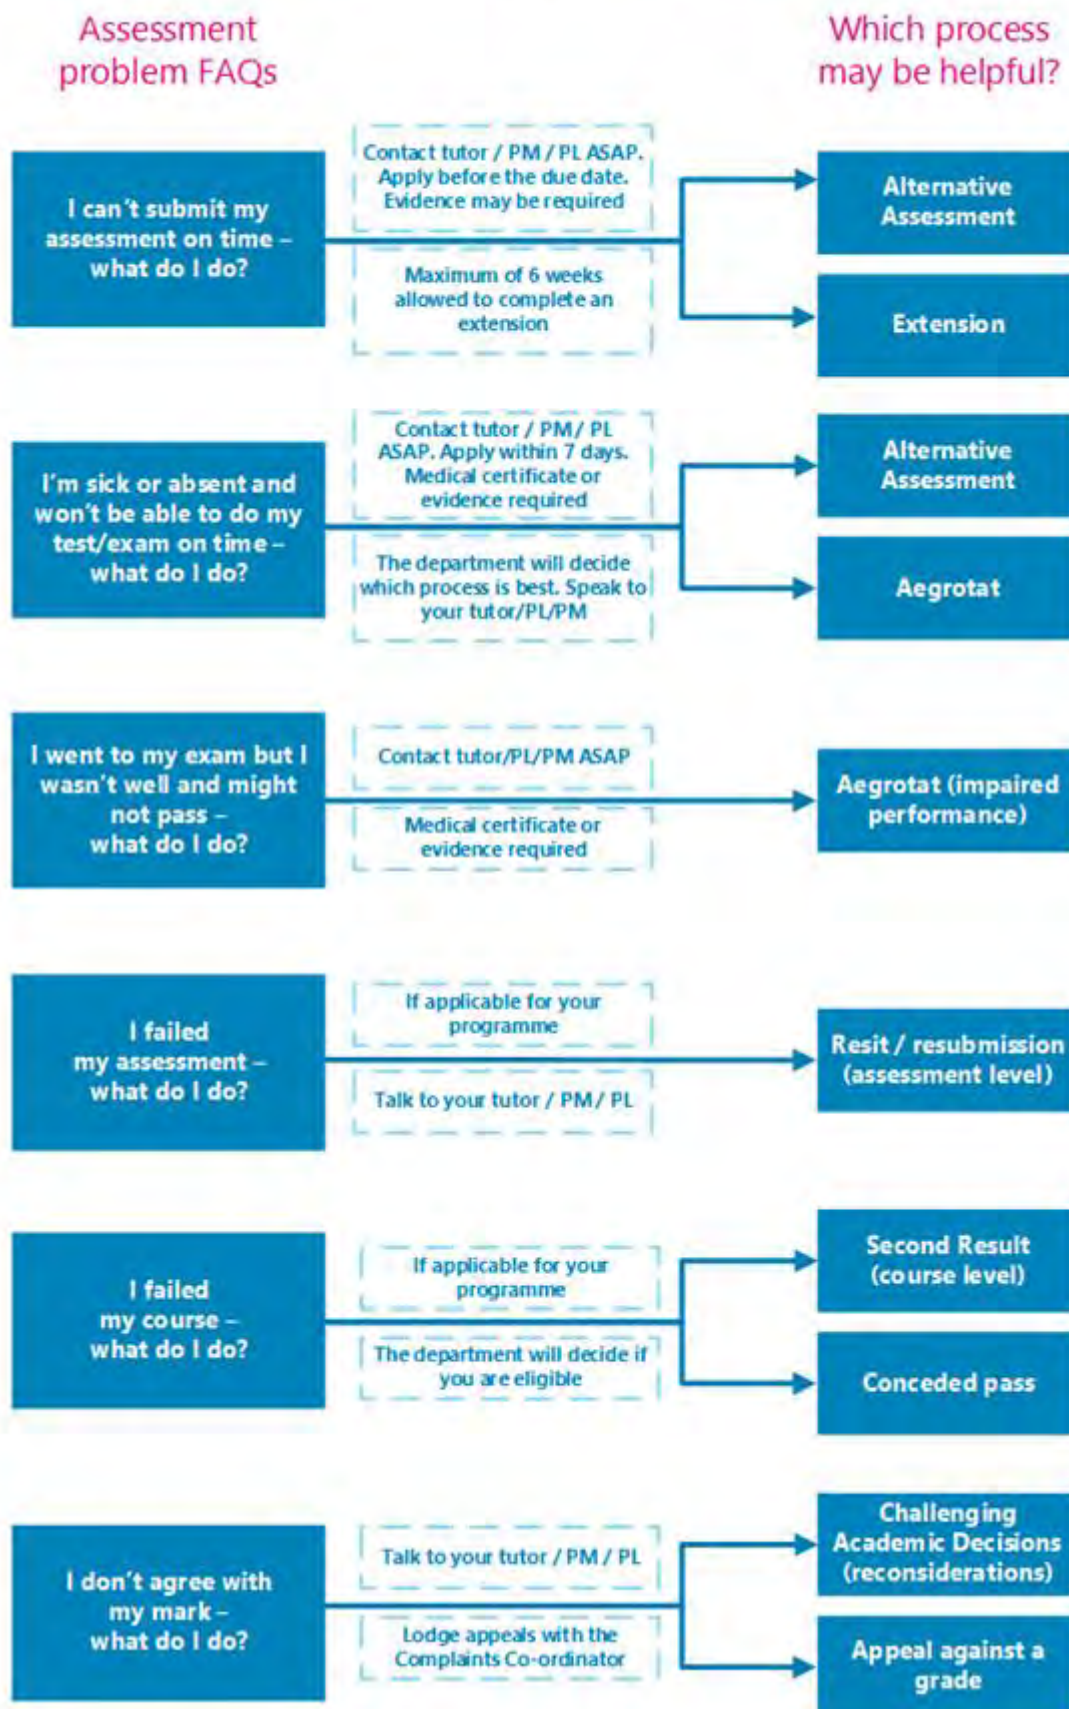 Assessment
problem FAQs
Which process
may be helpful?
I can't submit my
assessment on time –
what do I do?
Contact tutor / PM / PL ASAP.
Apply before the due date.
Evidence may be required
Maximum of 6 weeks
allowed to complete an
extension
Alternative
Assessment
Extension
I'm sick or absent and
won't be able to do my
test/exam on time –
what do I do?
Contact tutor / PM/ PL
ASAP. Apply within 7 days.
Medical certificate or
evidence required
The department will decide
which process is best. Speak to
your tutor/PL/PM
Alternative
Assessment
Aegrotat
I went to my exam but I
wasn't well and might
not pass –
what do I do?
Contact tutor/PL/PM ASAP
Medical certificate or
evidence required
Aegrotat (impaired
performance)
I failed
my assessment –
what do I do?
If applicable for your
programme
Talk to your tutor / PM/ PL
Resit / resubmission
(assessment level)
I failed
my course –
what do I do?
If applicable for your
programme
The department will decide if
you are eligible
Second Result
(course level)
Conceded pass
I don't agree with
my mark –
what do I do?
Talk to your tutor / PM / PL
Lodge appeals with the
Complaints Co-ordinator
Challenging
Academic Decisions
(reconsiderations)
Appeal against a
grade